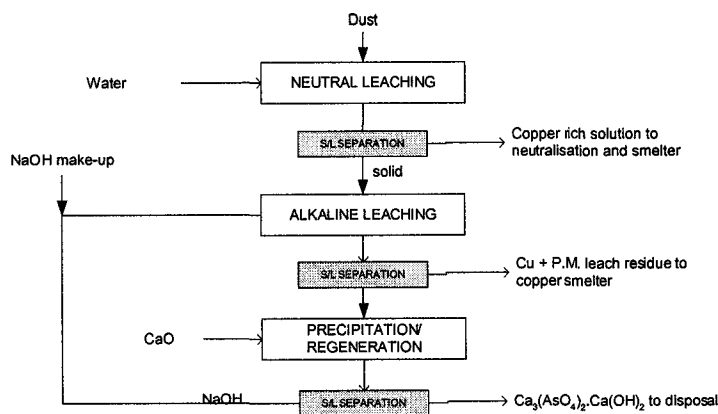 Dust
Water
NEUTRAL LEACHING
S/L SEPARATION
Copper rich solution to
neutralisation and smelter
NaOH make-up
solid
ALKALINE LEACHING
S/L SEPARATION
Cu + P.M. leach residue to
copper smelter
CaO
PRECIPITATION/
REGENERATION
NaOH
S/L SEPARATION
Ca₃(AsO₄)₂.Ca(OH)₂ to disposal